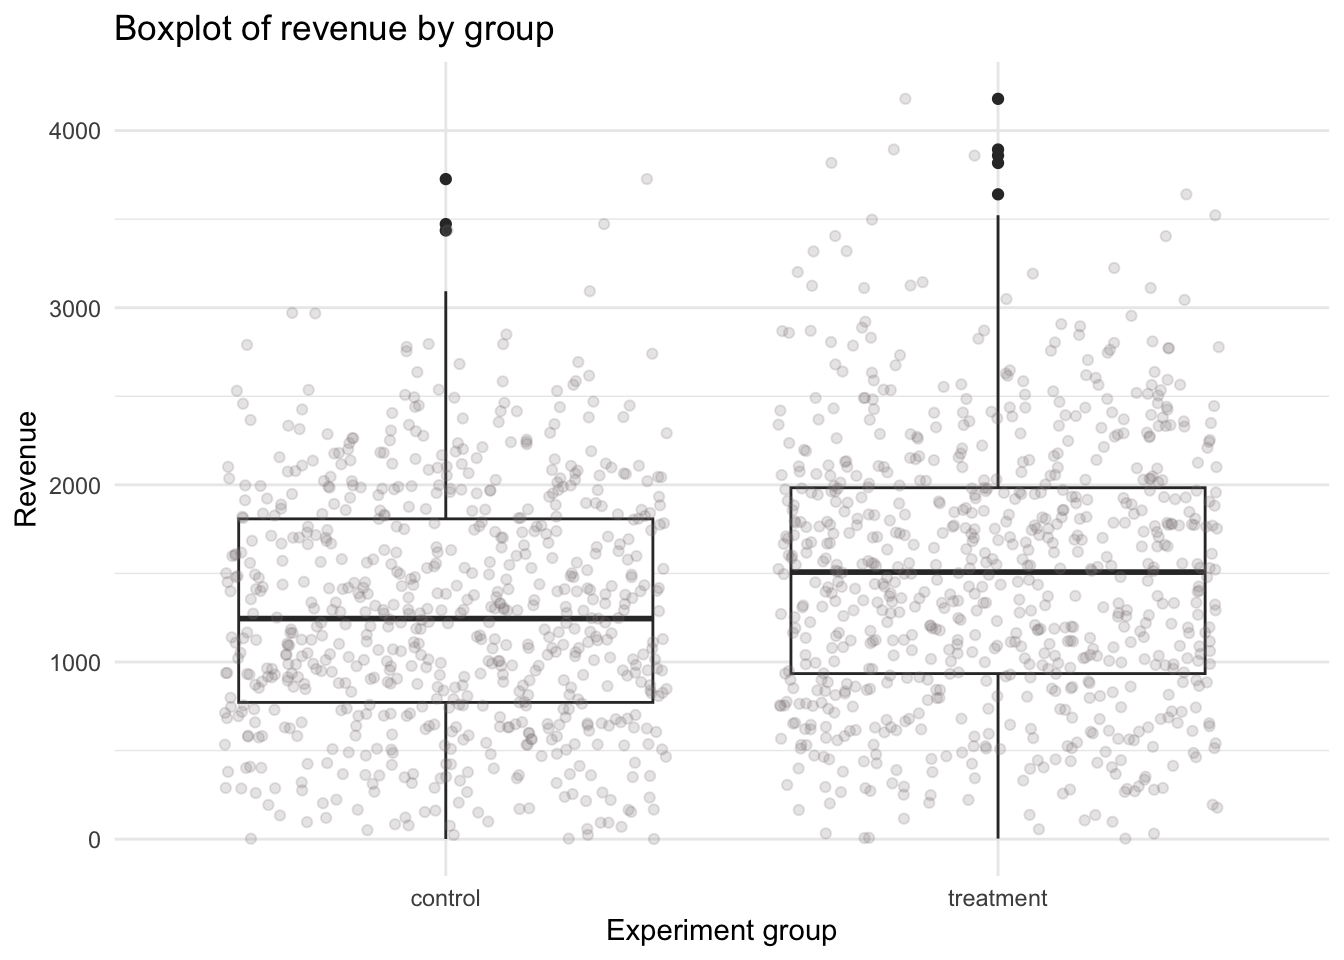 Boxplot of revenue by group
4000
3000
2000
1000
0
Revenue
control
treatment
Experiment group